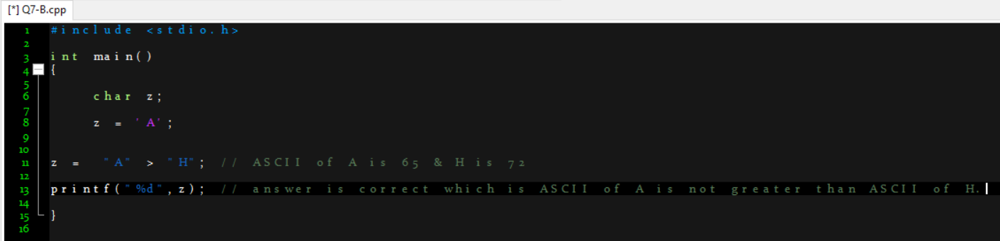 [*] Q7-B.cpp
1 #include <stdio.h>
2
3 int main()
4 {
5
6 char z;
7
8 z = 'A';
9
10
11 z = "A" > "H"; // ASCII of A is 65 & H is 72
12
13 printf("%d",z); // answer is correct which is ASCII of A is not greater than ASCII of H.
14
15 }
16